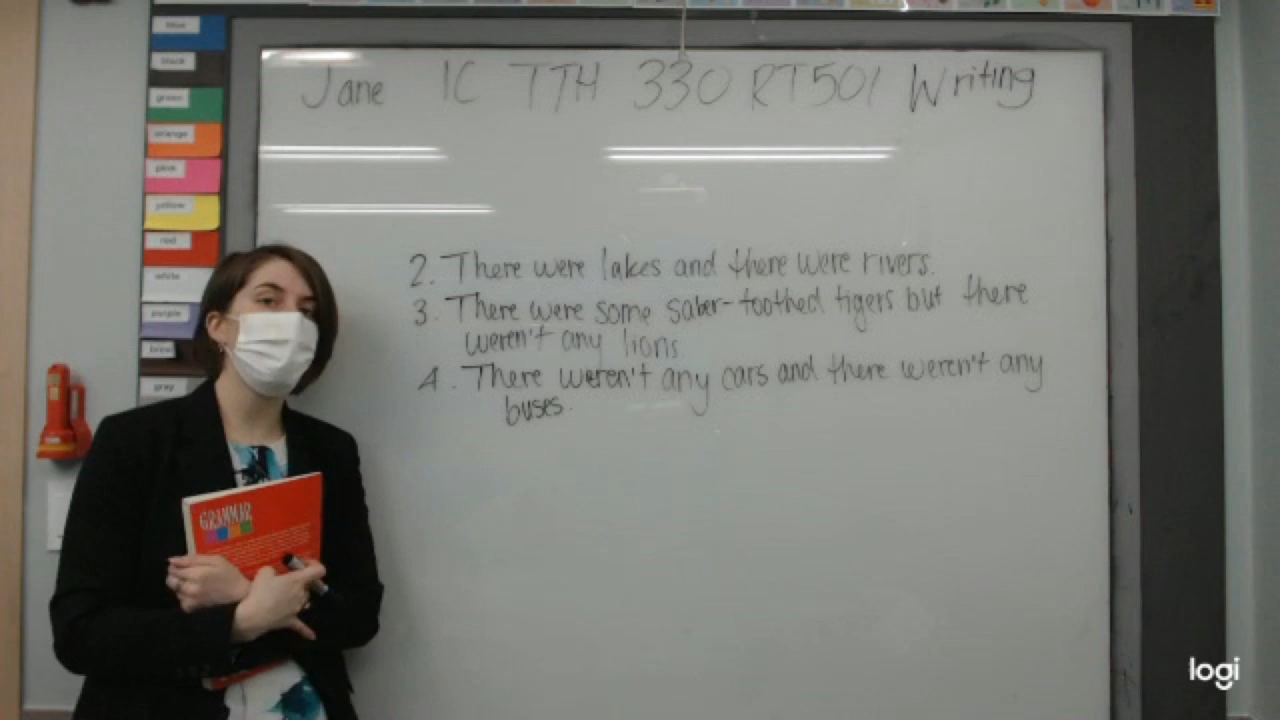 blue
black
green
orange
pink
yellow
red
white
purple
brown
gray
Jane IC TTH 330 RT501 Writing
2. There were lakes and there were rivers.
3. There were some saber-toothed tigers but there
weren't any lions.
4. There weren't any cars and there weren't any
buses.
GRAMMAR
logi